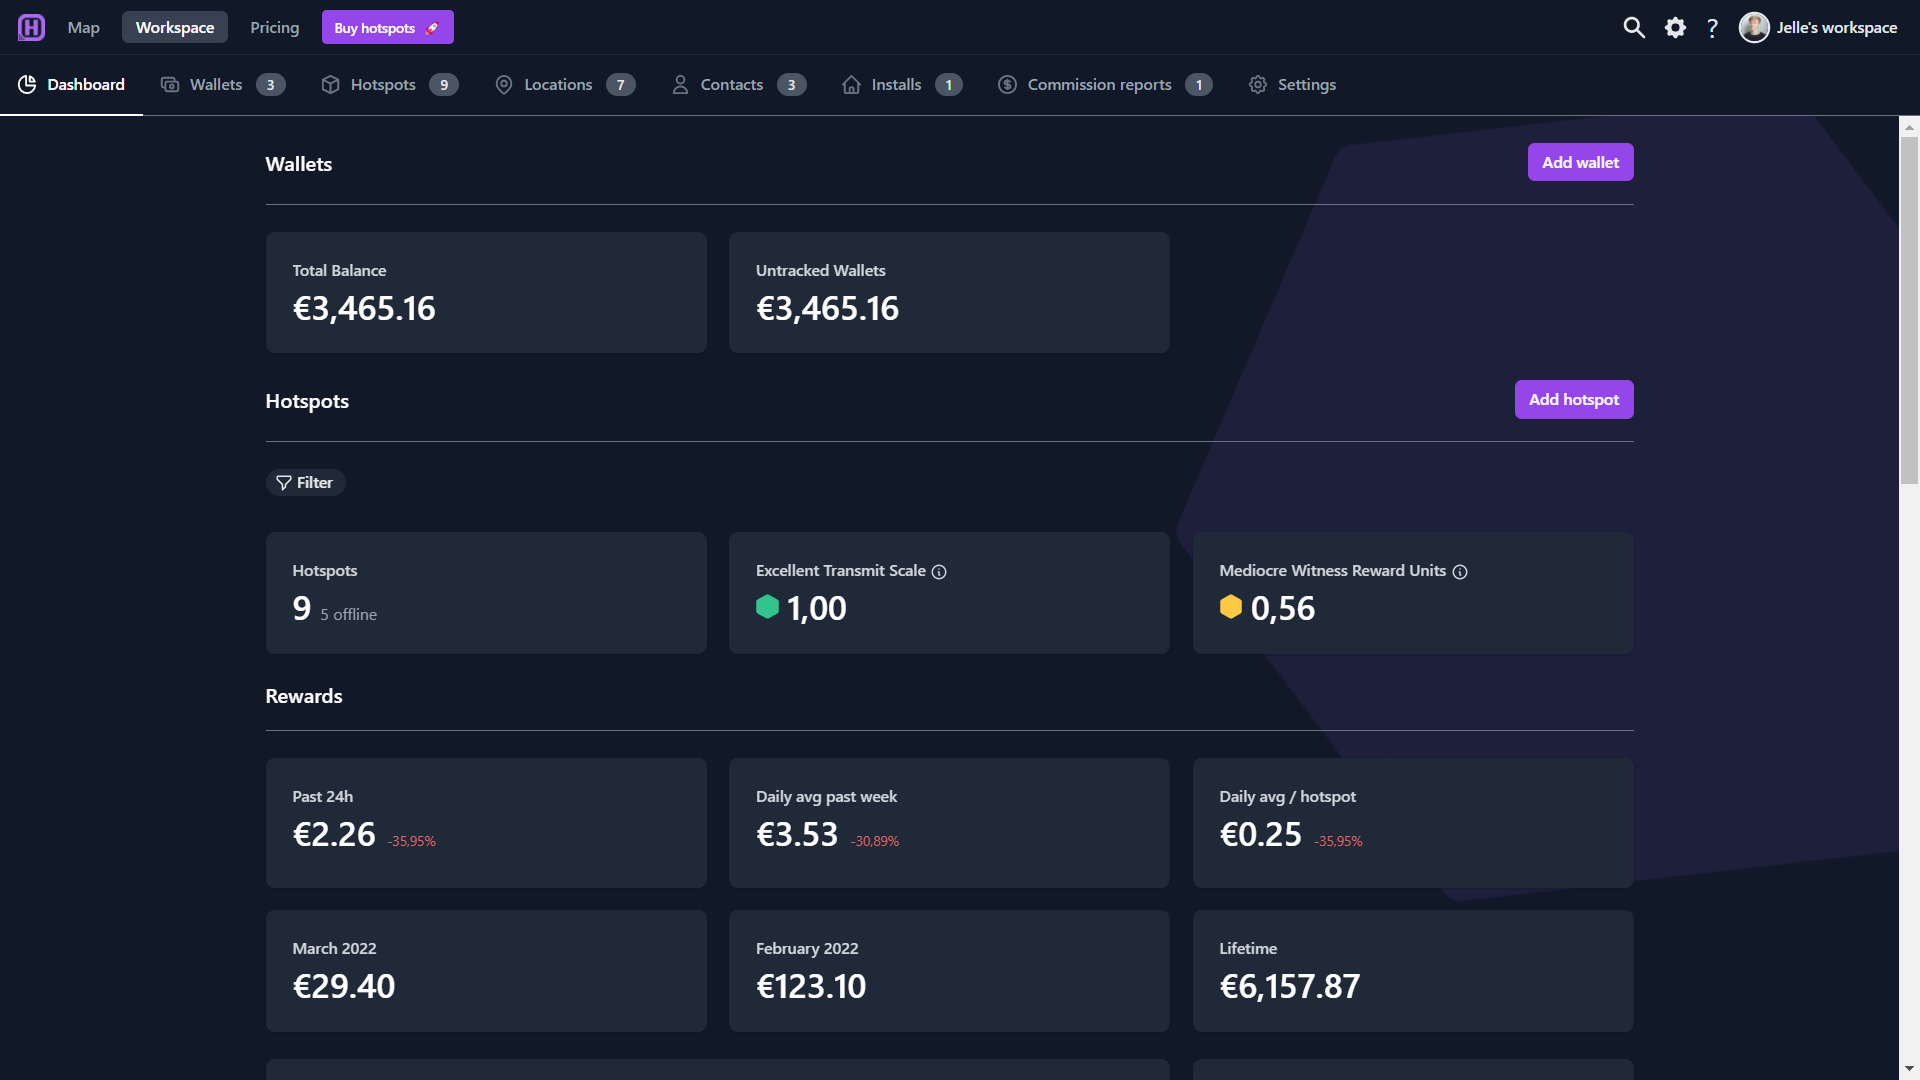 H Map Workspace Pricing Buy hotspots ? Jelle's workspace
Dashboard Wallets 3 Hotspots 9 Locations 7 Contacts 3 Installs 1 Commission reports 1 Settings
Wallets Add wallet
Total Balance
€3,465.16
Untracked Wallets
€3,465.16
Hotspots Add hotspot
Filter
Hotspots
9 5 offline
Excellent Transmit Scale
1,00
Mediocre Witness Reward Units
0,56
Rewards
Past 24h
€2.26 -35,95%
Daily avg past week
€3.53 -30,89%
Daily avg / hotspot
€0.25 -35,95%
March 2022
€29.40
February 2022
€123.10
Lifetime
€6,157.87